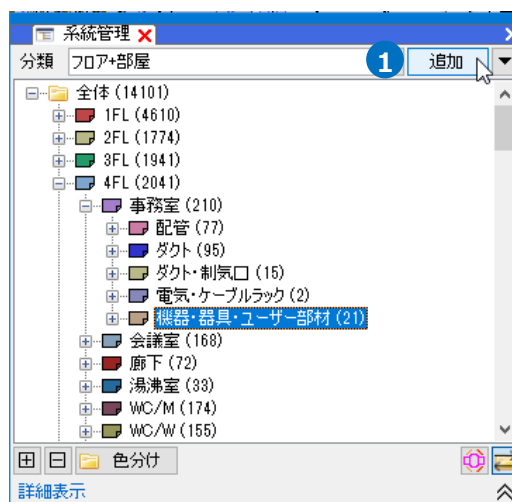 系統管理
分類 フロア+部屋 1 追加
全体 (14101)
1FL (4610)
2FL (1774)
3FL (1941)
4FL (2041)
事務室 (210)
配管 (77)
ダクト (95)
ダクト・制気口 (15)
電気・ケーブルラック (2)
機器・器具・ユーザー部材 (21)
会議室 (168)
廊下 (72)
湯沸室 (33)
WC/M (174)
WC/W (155)
色分け
詳細表示